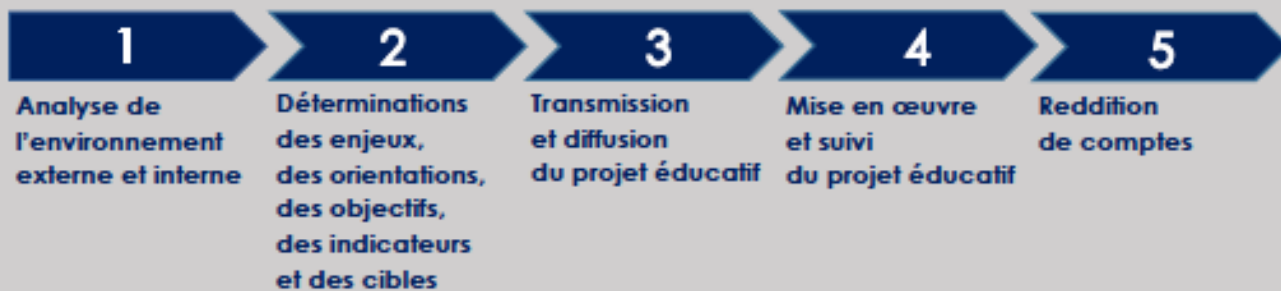 1
Analyse de
l'environnement
externe et interne
2
Déterminations
des enjeux,
des orientations,
des objectifs,
des indicateurs
et des cibles
3
Transmission
et diffusion
du projet éducatif
4
Mise en œuvre
et suivi
du projet éducatif
5
Reddition
de comptes